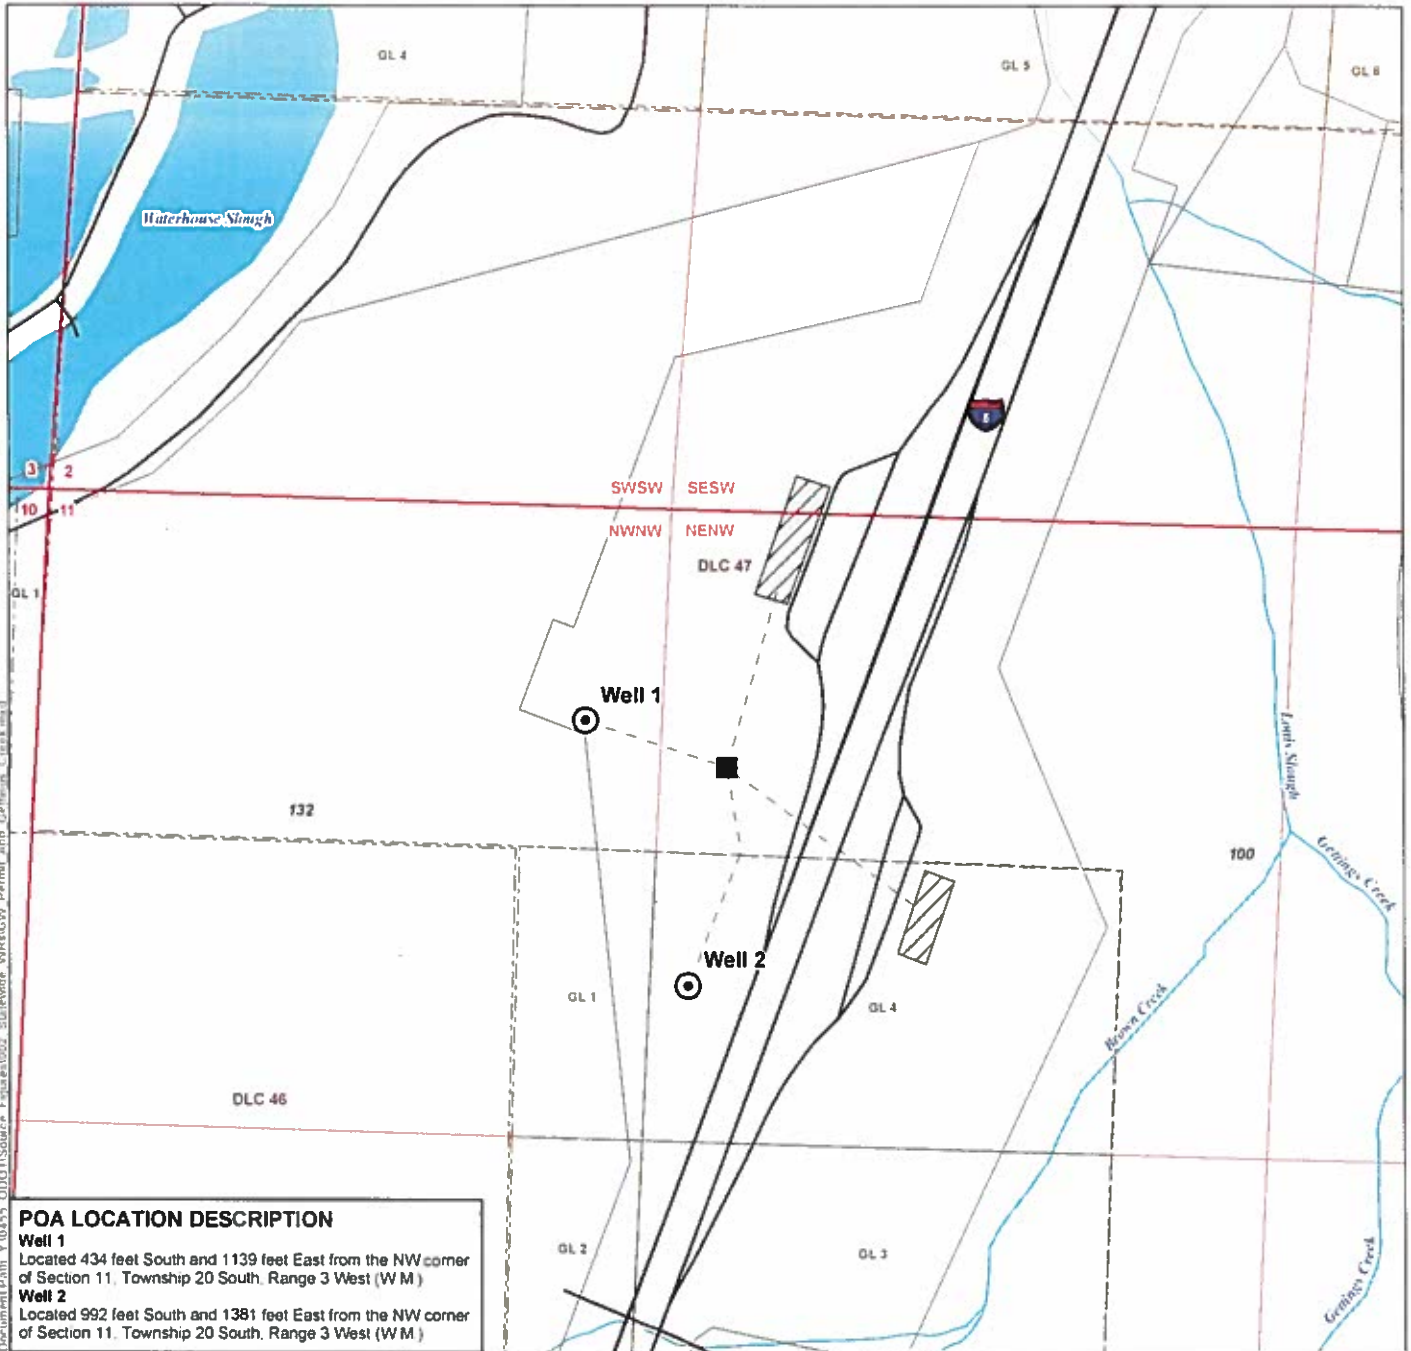 GL 4
GL 5
GL 6
Waterhouse Slough
5
3 2
SWSW SESW
10 11
NWNW NENW
DLC 47
GL 1
Well 1
Louis Slough
132
Gettings Creek
100
Well 2
GL 1
GL 4
Brown Creek
DLC 46
GL 2
GL 3
Gettings Creek
POA LOCATION DESCRIPTION
Well 1
Located 434 feet South and 1139 feet East from the NW corner
of Section 11, Township 20 South, Range 3 West (W M )
Well 2
Located 992 feet South and 1381 feet East from the NW corner
of Section 11, Township 20 South, Range 3 West (W M )